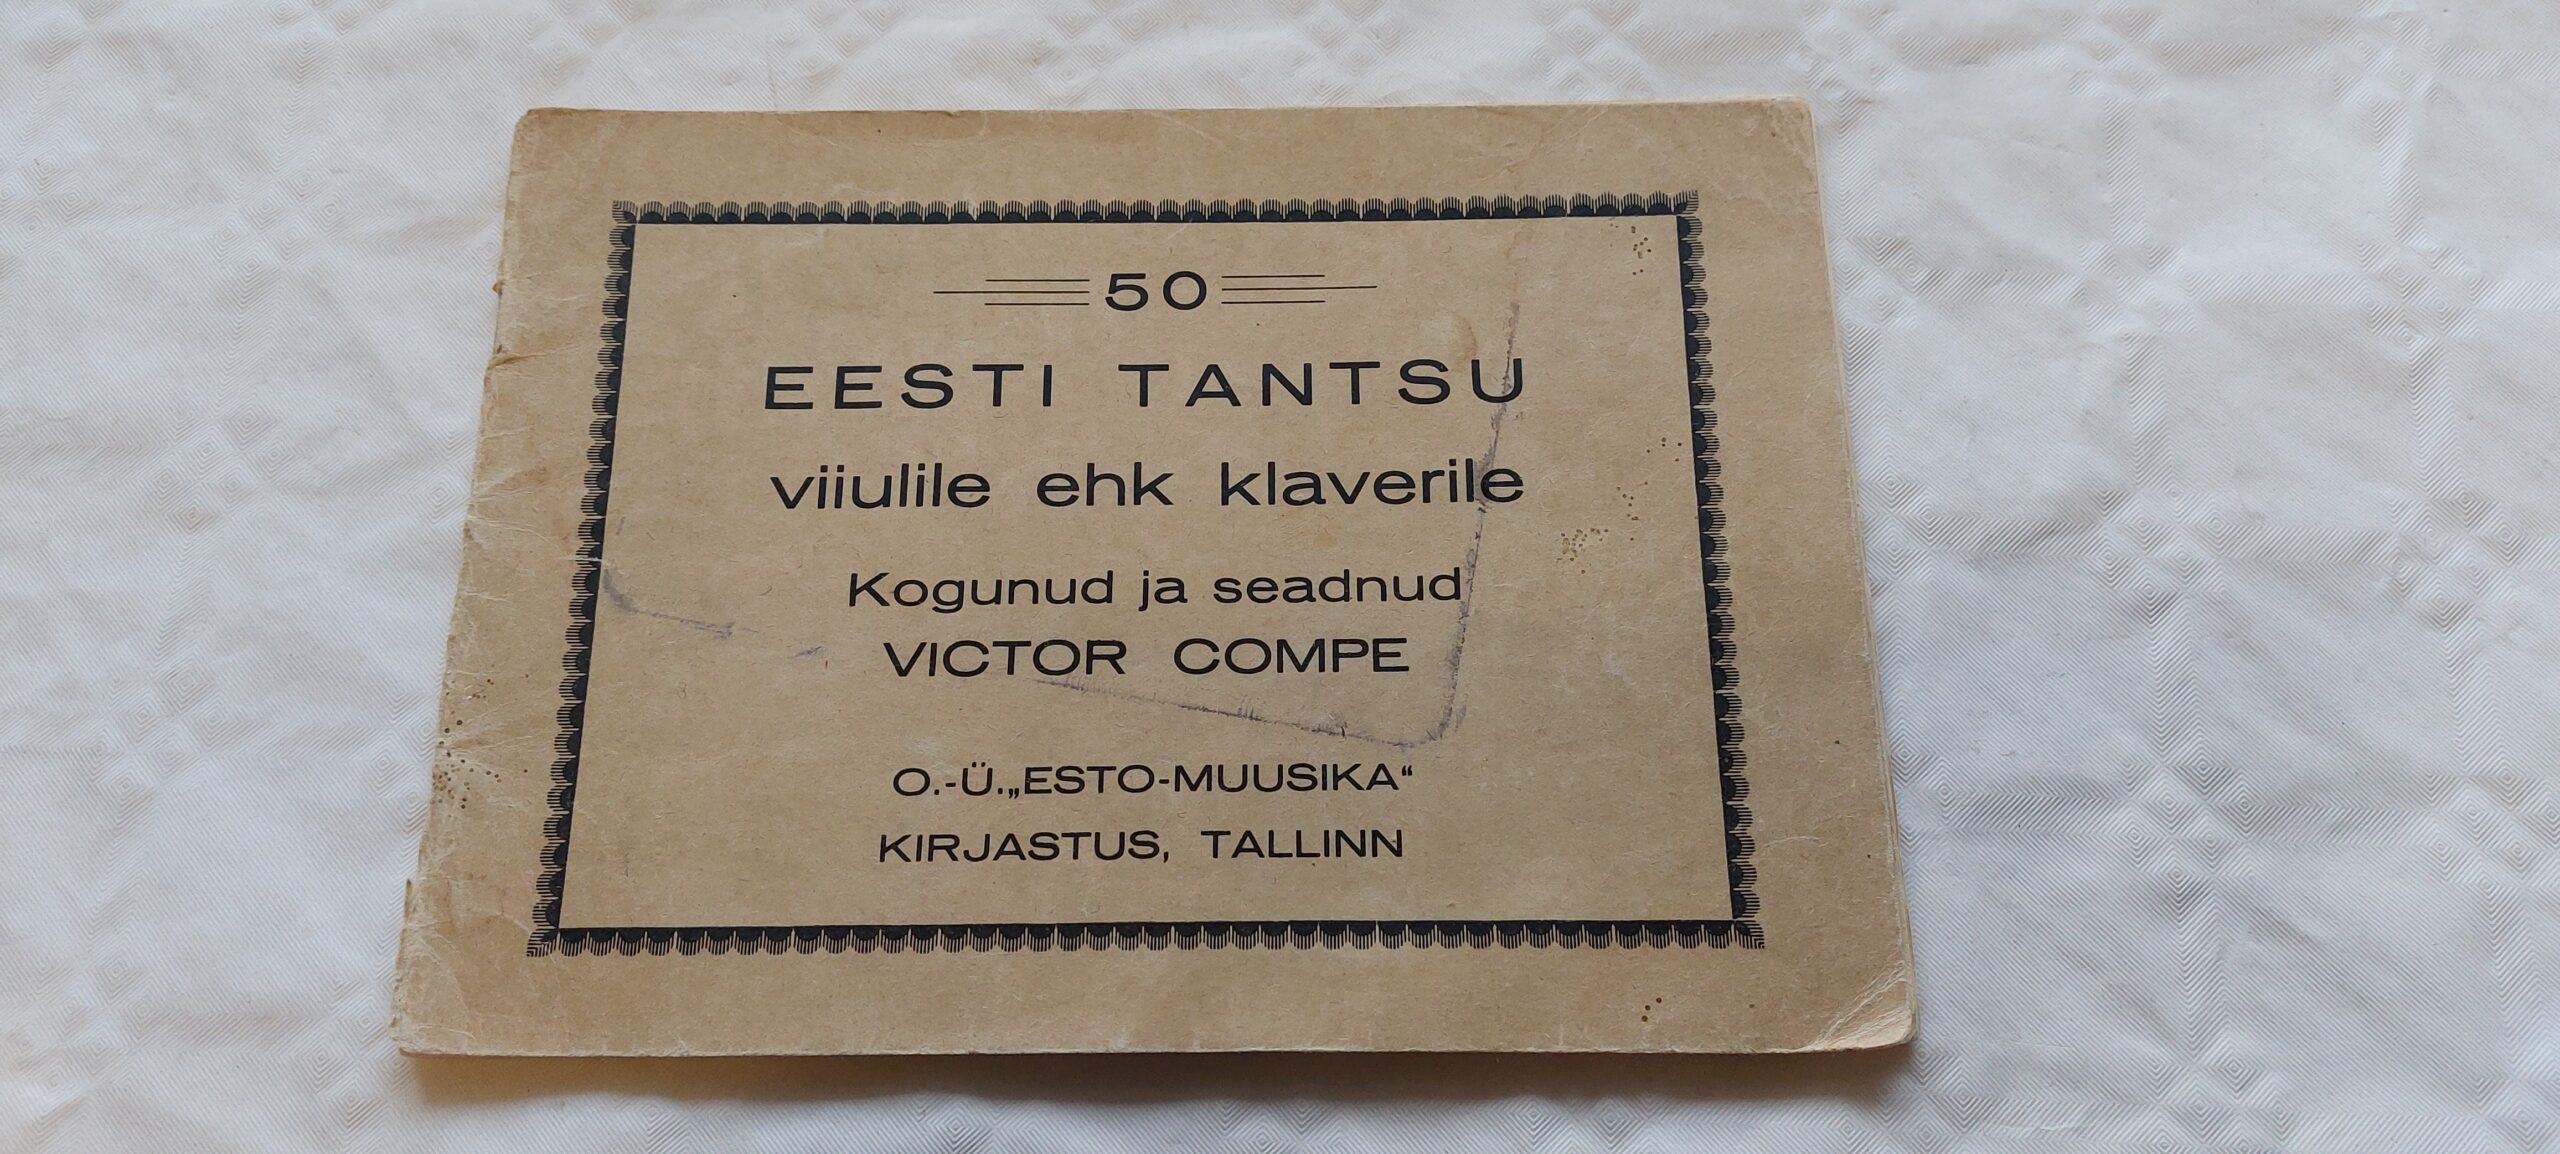 50
EESTI TANTSU
viiulile ehk klaverile
Kogunud ja seadnud
VICTOR COMPE
O.-Ü. „ESTO-MUUSIKA“
KIRJASTUS, TALLINN